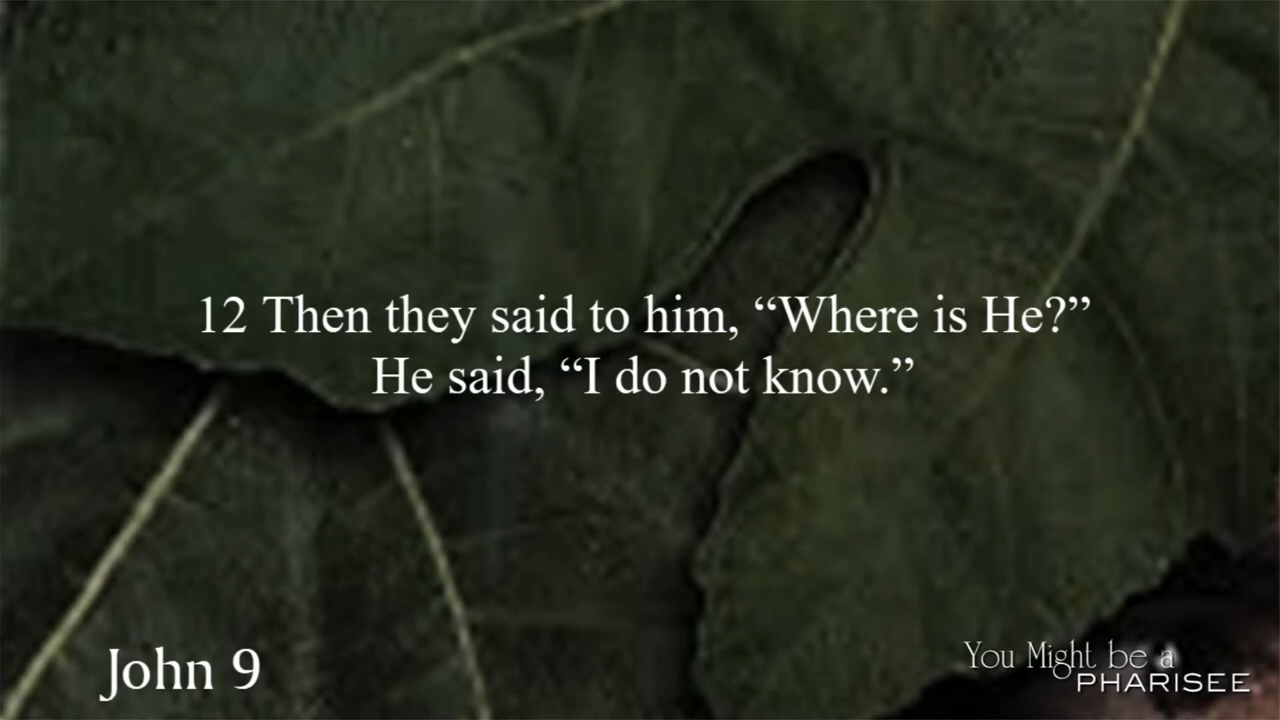 12 Then they said to him, “Where is He?”
He said, “I do not know.”
John 9
You Might be a
PHARISEE